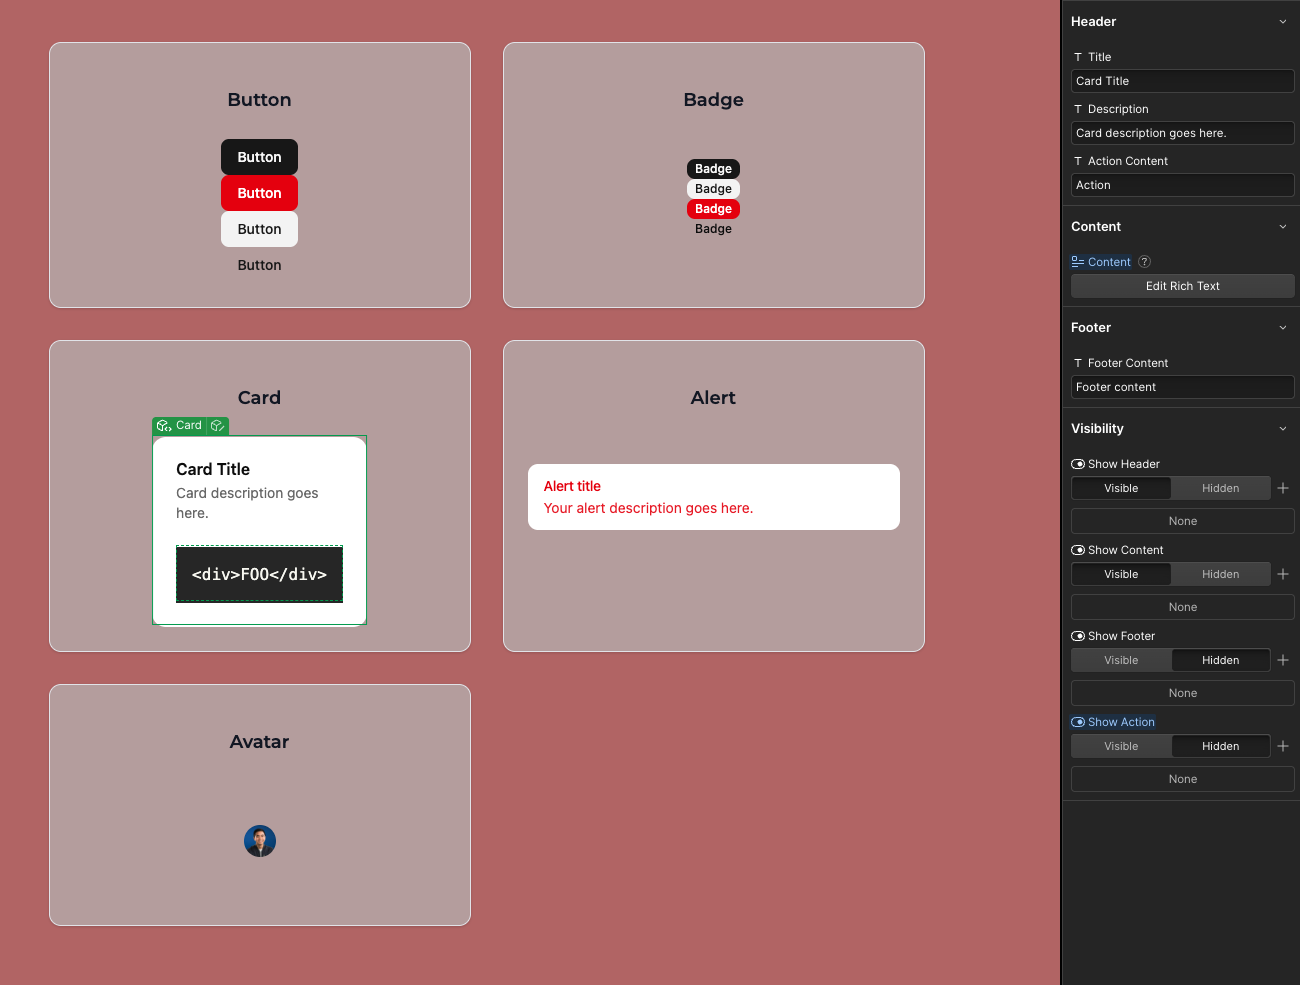 Button
Button
Button
Button
Button
Badge
Badge
Badge
Badge
Badge
Card
Card
Card Title
Card description goes
here.
<div>FOO</div>
Alert
Alert title
Your alert description goes here.
Avatar
Header
Title
Card Title
Description
Card description goes here.
Action Content
Action
Content
Content ?
Edit Rich Text
Footer
Footer Content
Footer content
Visibility
Show Header
Visible Hidden
None
Show Content
Visible Hidden
None
Show Footer
Visible Hidden
None
Show Action
Visible Hidden
None